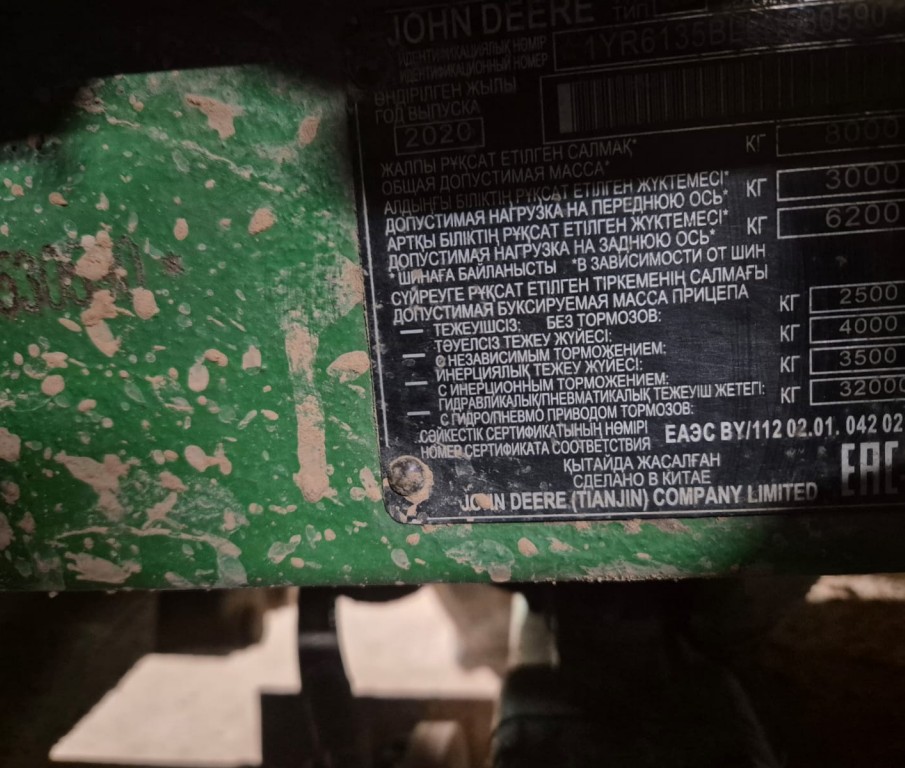 JOHN DEERE ТИП
ИДЕНТИФИКАЦИЯЛЫҚ НӨМІР
ИДЕНТИФИКАЦИОННЫЙ НОМЕР
ӨНДІРІЛГЕН ЖЫЛЫ
ГОД ВЫПУСКА
2020
ЖАЛПЫ РҰҚСАТ ЕТІЛГЕН САЛМАҚ* КГ 8000
ОБЩАЯ ДОПУСТИМАЯ МАССА*
АЛДЫҢҒЫ БІЛІКТІҢ РҰҚСАТ ЕТІЛГЕН ЖҮКТЕМЕСІ* КГ 3000
ДОПУСТИМАЯ НАГРУЗКА НА ПЕРЕДНЮЮ ОСЬ*
АРТҚЫ БІЛІКТІҢ РҰҚСАТ ЕТІЛГЕН ЖҮКТЕМЕСІ* КГ 6200
ДОПУСТИМАЯ НАГРУЗКА НА ЗАДНЮЮ ОСЬ*
*ШИНАҒА БАЙЛАНЫСТЫ *В ЗАВИСИМОСТИ ОТ ШИН
СҮЙРЕУГЕ РҰҚСАТ ЕТІЛГЕН ТІРКЕМЕНІҢ САЛМАҒЫ
ДОПУСТИМАЯ БУКСИРУЕМАЯ МАССА ПРИЦЕПА
— ТЕЖЕУШСІЗ: БЕЗ ТОРМОЗОВ: КГ 2500
— ТӘУЕЛСІЗ ТЕЖЕУ ЖҮЙЕСІ: КГ 4000
С НЕЗАВИСИМЫМ ТОРМОЖЕНИЕМ:
— ИНЕРЦИЯЛЫҚ ТЕЖЕУ ЖҮЙЕСІ: КГ 3500
С ИНЕРЦИОННЫМ ТОРМОЖЕНИЕМ:
— ГИДРАВЛИКАЛЫҚ/ПНЕВМАТИКАЛЫҚ ТЕЖЕУШ ЖЕТЕГІ: КГ 32000
С ГИДРО/ПНЕВМО ПРИВОДОМ ТОРМОЗОВ:
СӘЙКЕСТІК СЕРТИФИКАТЫНЫҢ НӨМІРІ
НОМЕР СЕРТИФИКАТА СООТВЕТСТВИЯ ЕАЭС BY/112 02.01. 042 02
ҚЫТАЙДА ЖАСАЛҒАН
СДЕЛАНО В КИТАЕ
JOHN DEERE (TIANJIN) COMPANY LIMITED EAC